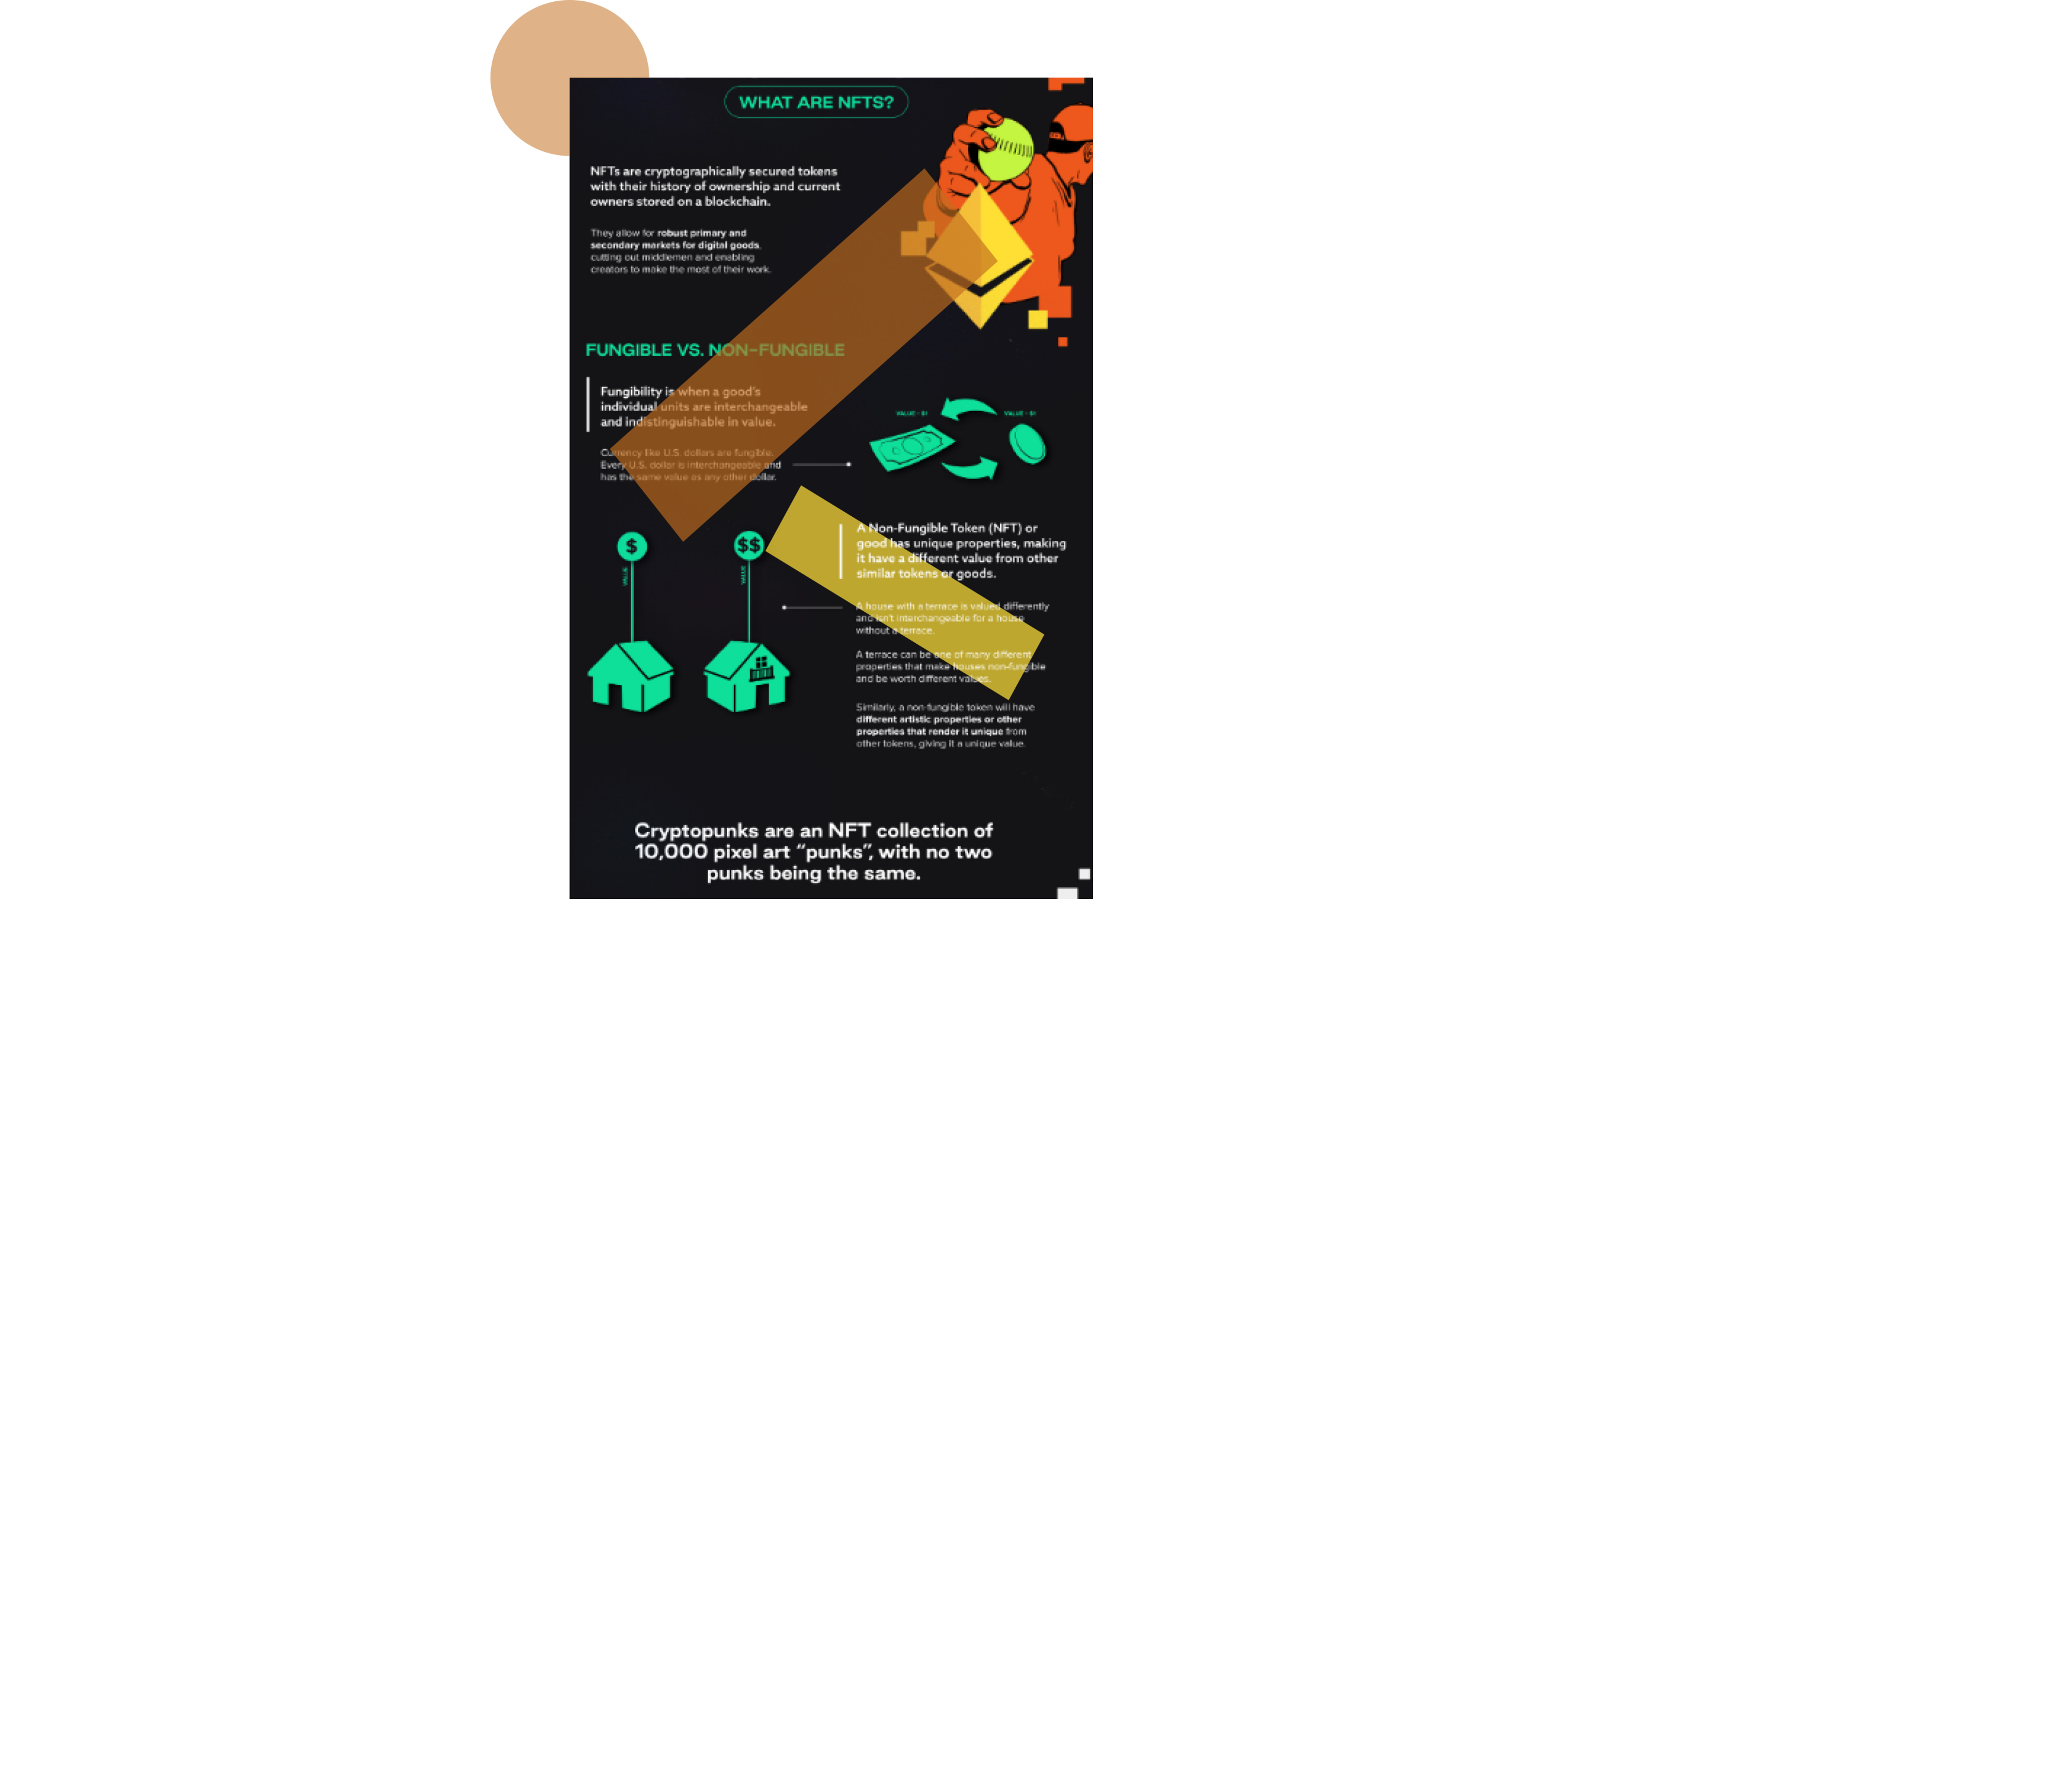 WHAT ARE NFTS?
NFTs are cryptographically secured tokens
with their history of ownership and current
owners stored on a blockchain.
They allow for robust primary and
secondary markets for digital goods,
cutting out middlemen and enabling
creators to make the most of their work.
FUNGIBLE VS. NON-FUNGIBLE
Fungibility is when a good's
individual units are interchangeable
and indistinguishable in value.
Currency like U.S. dollars are fungible.
Every U.S. dollar is interchangeable and
has the same value as any other dollar.
VALUE = $1
VALUE = $1
$
$$
VALUE
VALUE
A Non-Fungible Token (NFT) or
good has unique properties, making
it have a different value from other
similar tokens or goods.
A house with a terrace is valued differently
and isn't interchangeable for a house
without a terrace.
A terrace can be one of many different
properties that make houses non-fungible
and be worth different values.
Similarly, a non-fungible token will have
different artistic properties or other
properties that render it unique from
other tokens, giving it a unique value.
Cryptopunks are an NFT collection of
10,000 pixel art “punks”, with no two
punks being the same.